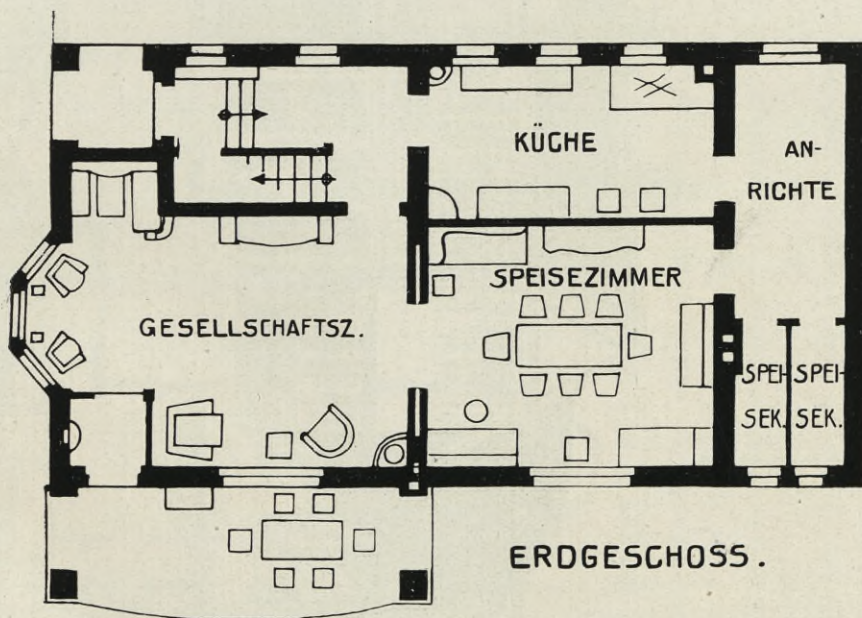 KÜCHE
AN-
RICHTE
SPEISEZIMMER
GESELLSCHAFTSZ.
SPEI-
SEK.
SPEI-
SEK.
ERDGESCHOSS.